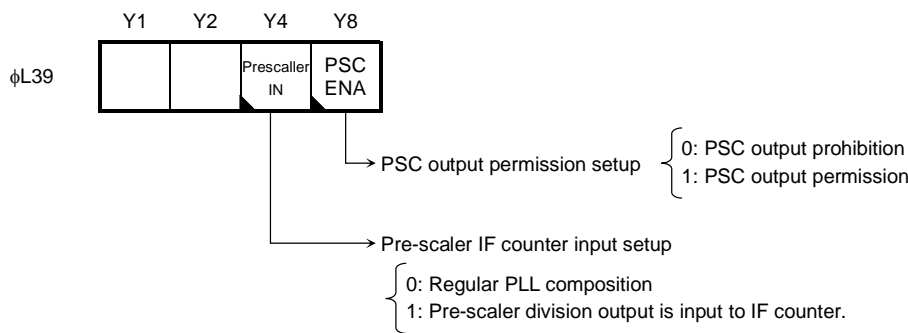 Y1 Y2 Y4 Y8
ϕL39
Prescaller
IN
PSC
ENA
PSC output permission setup
0: PSC output prohibition
1: PSC output permission
Pre-scaler IF counter input setup
0: Regular PLL composition
1: Pre-scaler division output is input to IF counter.